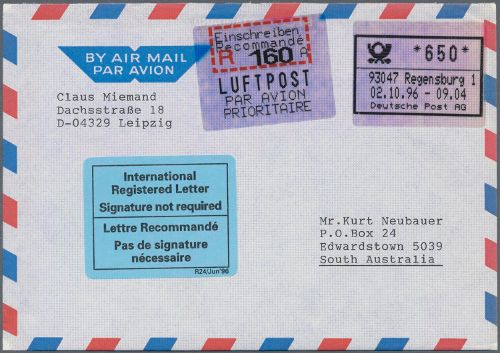 BY AIR MAIL
PAR AVION
Claus Miemand
Dachsstraße 18
D-04329 Leipzig
Einschreiben
Recommandé
R 160 A
LUFTPOST
PAR AVION
PRIORITAIRE
*650*
93047 Regensburg 1
02.10.96 - 09.04
Deutsche Post AG
International
Registered Letter
Signature not required
Lettre Recommandé
Pas de signature
nécessaire
R24/Jun'96
Mr.Kurt Neubauer
P.O.Box 24
Edwardstown 5039
South Australia